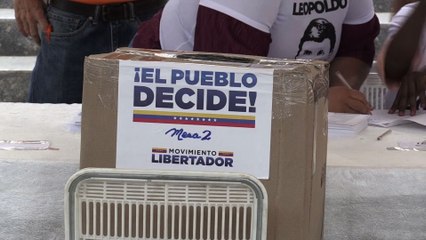 LEOPOLDO
¡EL PUEBLO
DECIDE!
Mesa 2
MOVIMIENTO
LIBERTADOR